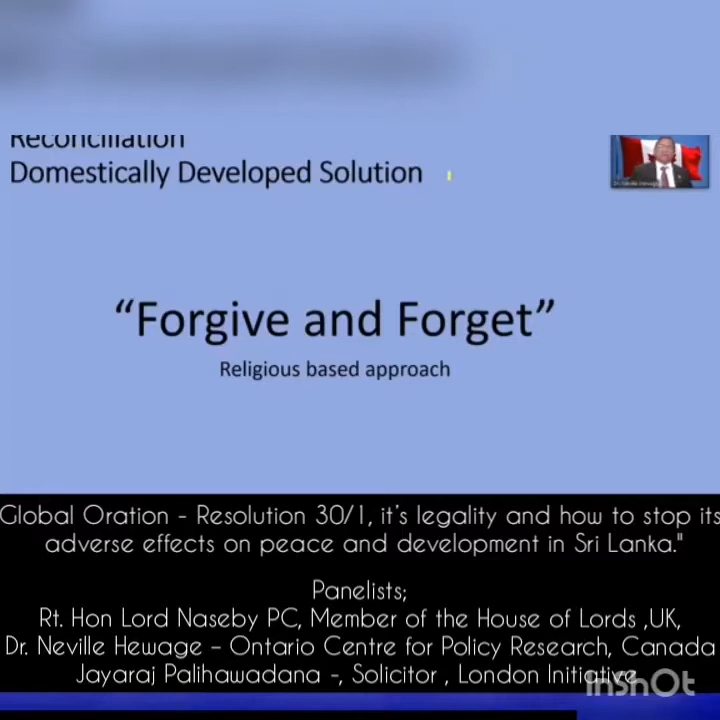 Reconciliation
Domestically Developed Solution
“Forgive and Forget”
Religious based approach
Global Oration - Resolution 30/1, it's legality and how to stop its
adverse effects on peace and development in Sri Lanka."
Panelists;
Rt. Hon Lord Naseby PC, Member of the House of Lords ,UK,
Dr. Neville Hewage – Ontario Centre for Policy Research, Canada
Jayaraj Palihawadana -, Solicitor , London Initiative
InShOt